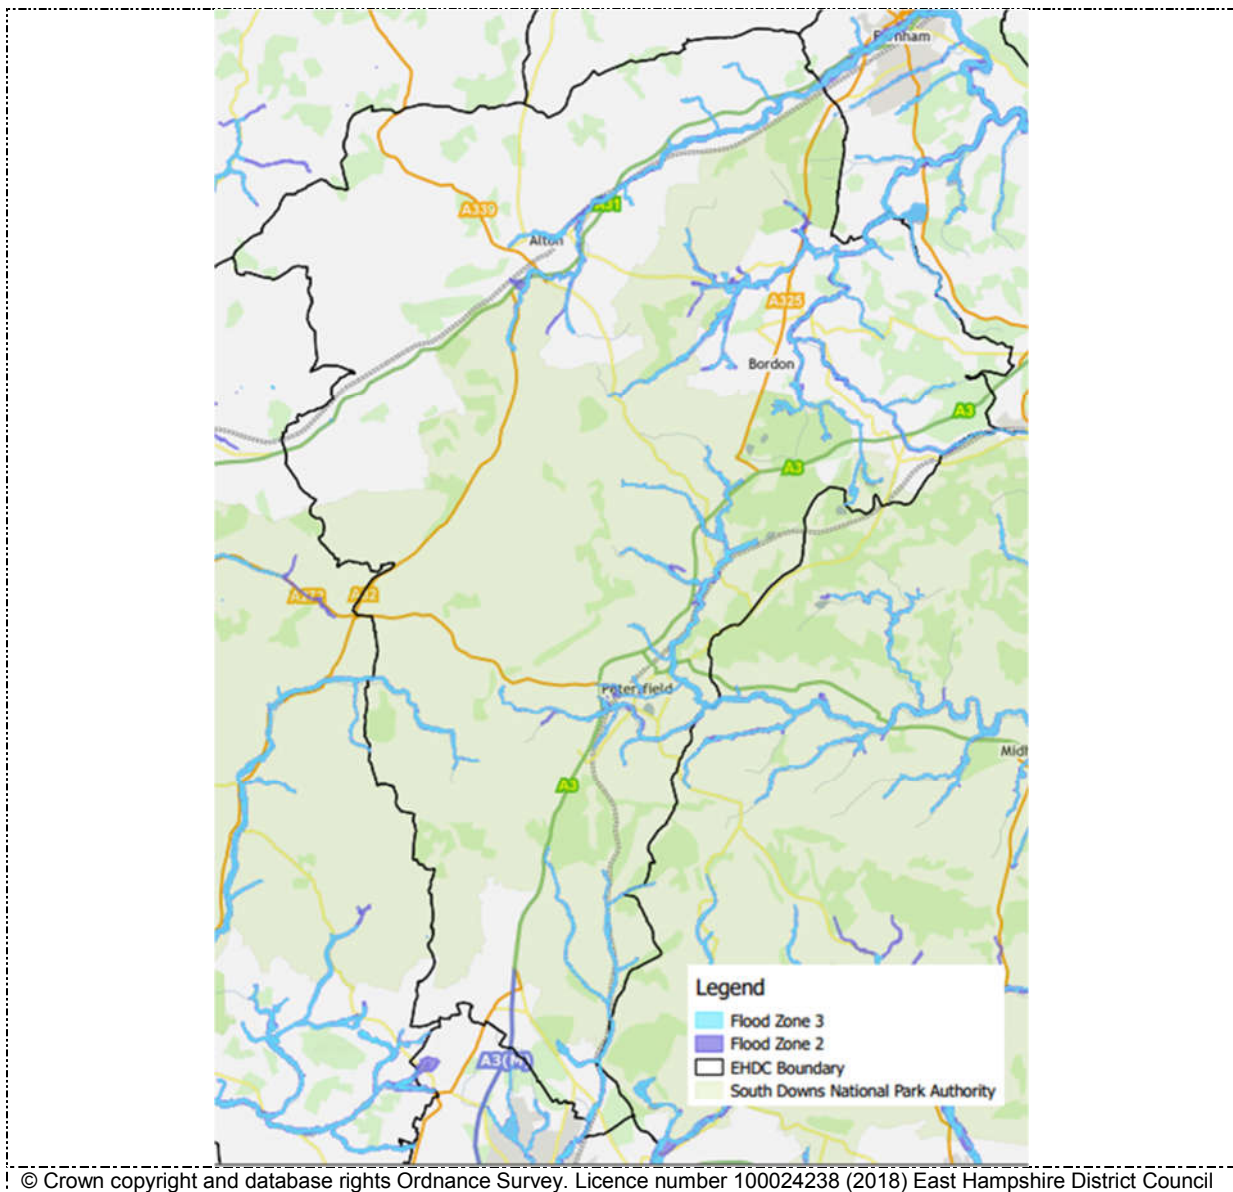 Farnham
A339
A31
Alton
A325
Bordon
A3
A3
A272
A32
Petersfield
A3
Legend
Flood Zone 3
Flood Zone 2
EHDC Boundary
South Downs National Park Authority
A3(M)
© Crown copyright and database rights Ordnance Survey. Licence number 100024238 (2018) East Hampshire District Council